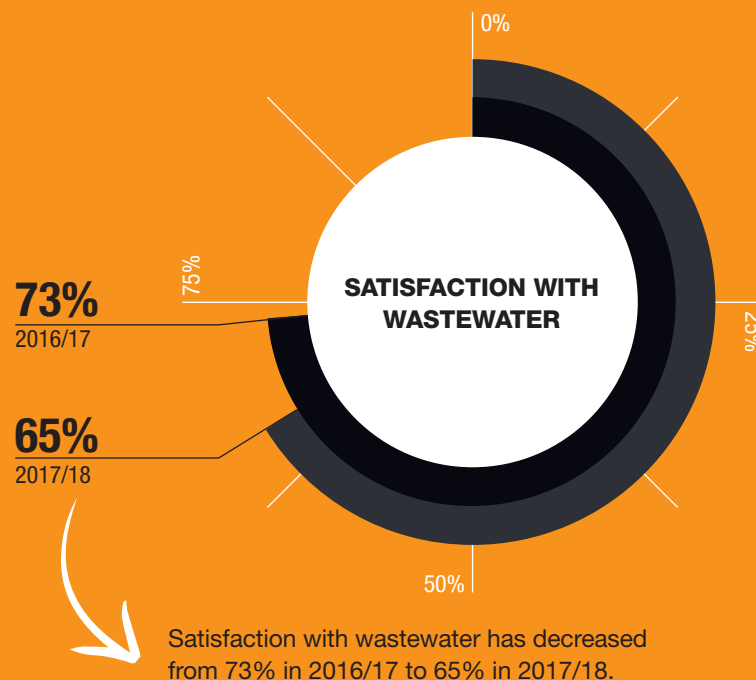 0%
75%
SATISFACTION WITH
WASTEWATER
25%
73%
2016/17
65%
2017/18
50%
Satisfaction with wastewater has decreased
from 73% in 2016/17 to 65% in 2017/18.